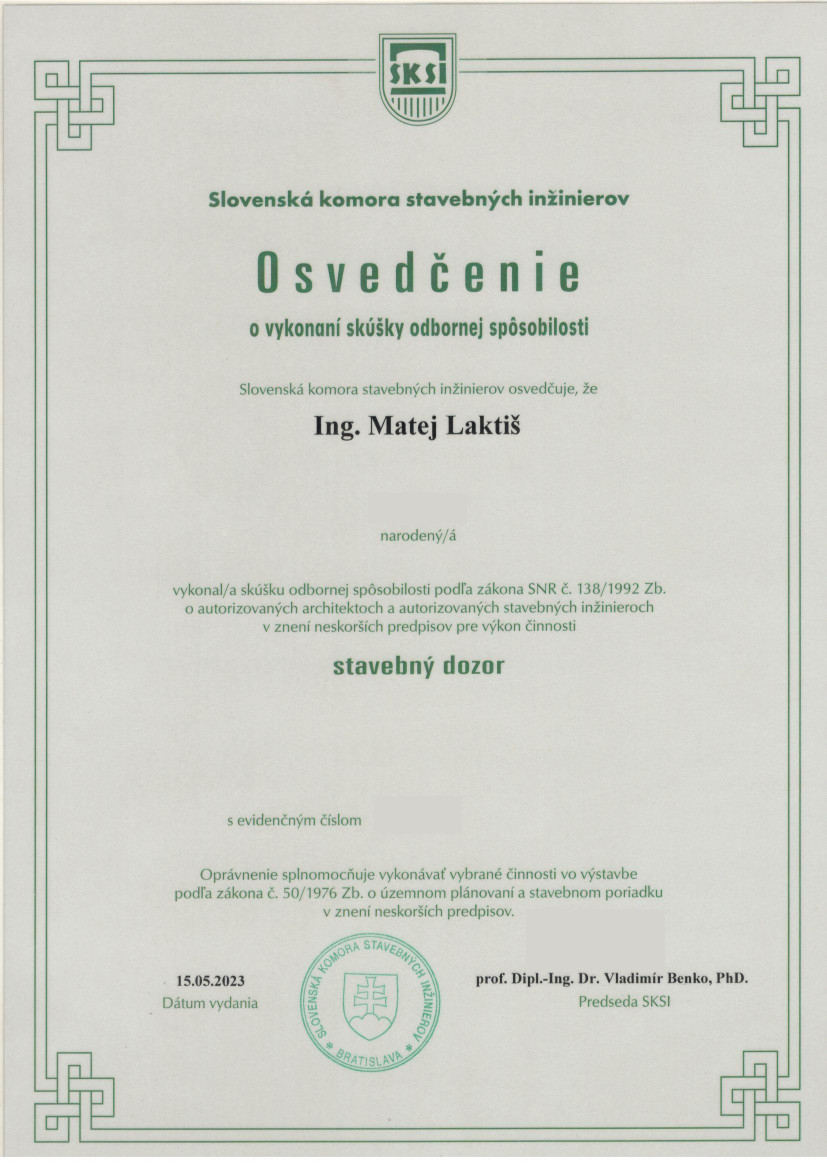 SKSI
Slovenská komora stavebných inžinierov
Osvedčenie
o vykonaní skúšky odbornej spôsobilosti
Slovenská komora stavebných inžinierov osvedčuje, že
Ing. Matej Laktiš
narodený/á
vykonal/a skúšku odbornej spôsobilosti podľa zákona SNR č. 138/1992 Zb.
o autorizovaných architektoch a autorizovaných stavebných inžinieroch
v znení neskorších predpisov pre výkon činnosti
stavebný dozor
s evidenčným číslom
Oprávnenie splnomocňuje vykonávať vybrané činnosti vo výstavbe
podľa zákona č. 50/1976 Zb. o územnom plánovaní a stavebnom poriadku
v znení neskorších predpisov.
15.05.2023
Dátum vydania
SLOVENSKÁ KOMORA STAVEBNÝCH INŽINIEROV
* BRATISLAVA *
prof. Dipl.-Ing. Dr. Vladimír Benko, PhD.
Predseda SKSI